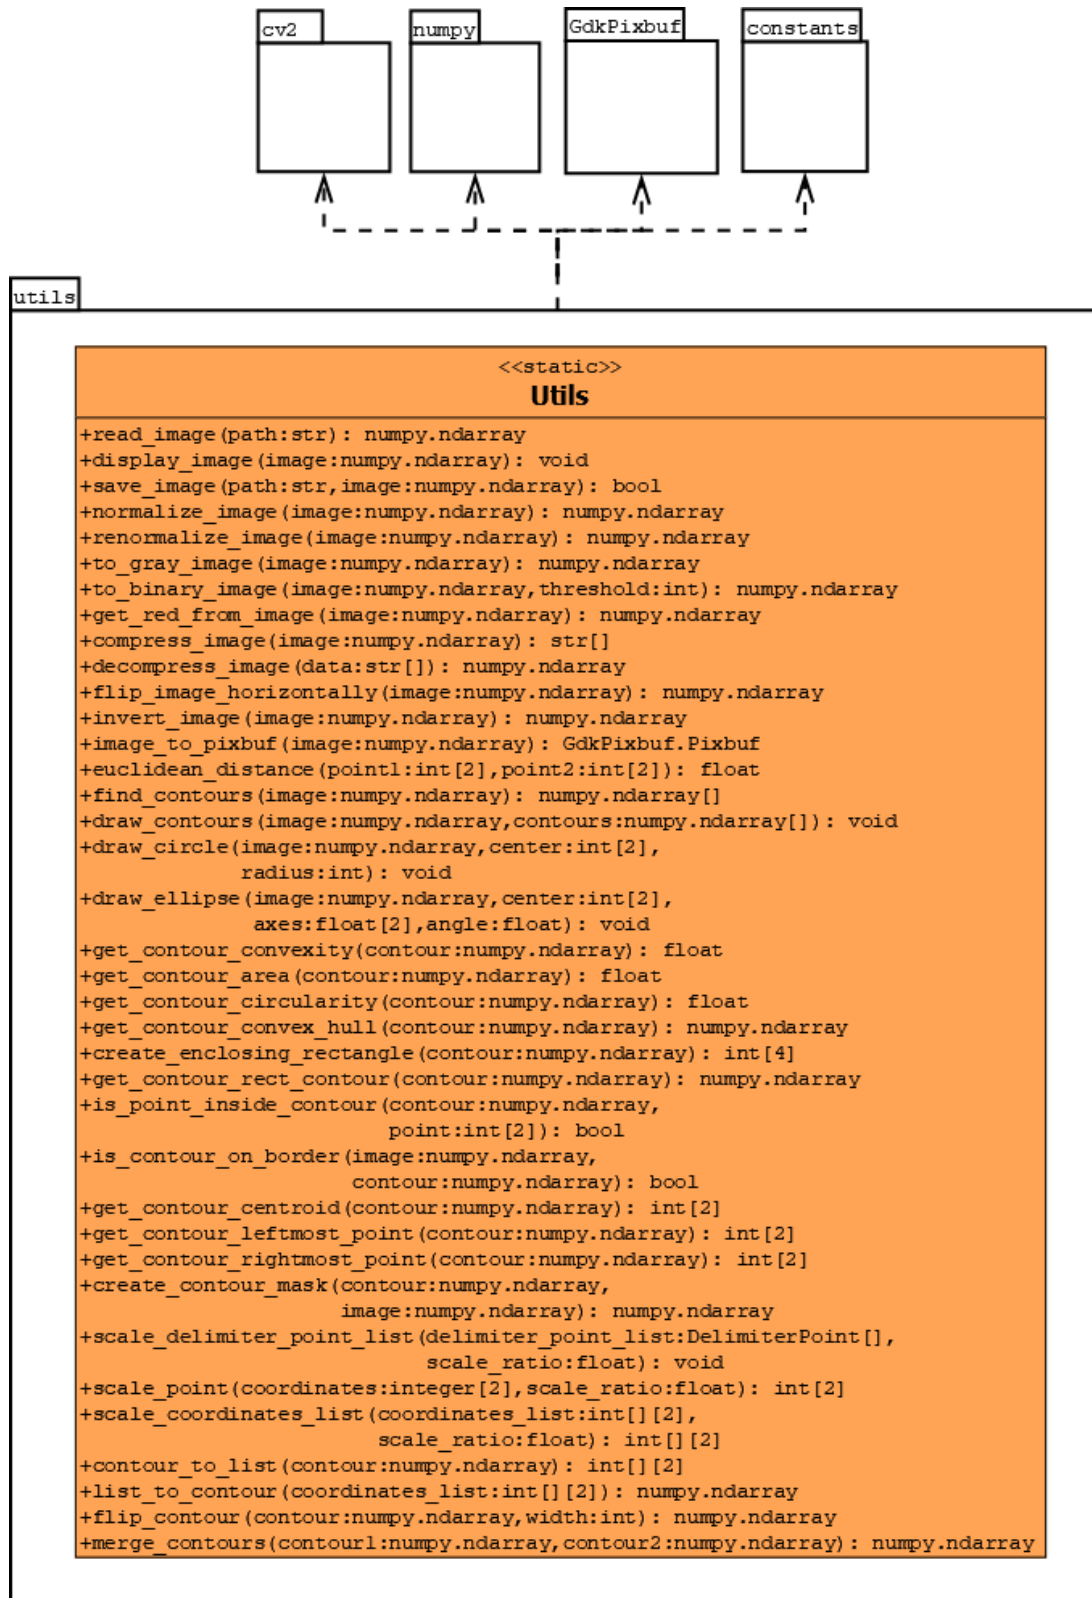 cv2
numpy
GdkPixbuf
constants
utils
<<static>>
Utils
+read_image(path:str): numpy.ndarray
+display_image(image:numpy.ndarray): void
+save_image(path:str,image:numpy.ndarray): bool
+normalize_image(image:numpy.ndarray): numpy.ndarray
+renormalize_image(image:numpy.ndarray): numpy.ndarray
+to_gray_image(image:numpy.ndarray): numpy.ndarray
+to_binary_image(image:numpy.ndarray,threshold:int): numpy.ndarray
+get_red_from_image(image:numpy.ndarray): numpy.ndarray
+compress_image(image:numpy.ndarray): str[]
+decompress_image(data:str[]): numpy.ndarray
+flip_image_horizontally(image:numpy.ndarray): numpy.ndarray
+invert_image(image:numpy.ndarray): numpy.ndarray
+image_to_pixbuf(image:numpy.ndarray): GdkPixbuf.Pixbuf
+euclidean_distance(point1:int[2],point2:int[2]): float
+find_contours(image:numpy.ndarray): numpy.ndarray[]
+draw_contours(image:numpy.ndarray,contours:numpy.ndarray[]): void
+draw_circle(image:numpy.ndarray,center:int[2],
radius:int): void
+draw_ellipse(image:numpy.ndarray,center:int[2],
axes:float[2],angle:float): void
+get_contour_convexity(contour:numpy.ndarray): float
+get_contour_area(contour:numpy.ndarray): float
+get_contour_circularity(contour:numpy.ndarray): float
+get_contour_convex_hull(contour:numpy.ndarray): numpy.ndarray
+create_enclosing_rectangle(contour:numpy.ndarray): int[4]
+get_contour_rect_contour(contour:numpy.ndarray): numpy.ndarray
+is_point_inside_contour(contour:numpy.ndarray,
point:int[2]): bool
+is_contour_on_border(image:numpy.ndarray,
contour:numpy.ndarray): bool
+get_contour_centroid(contour:numpy.ndarray): int[2]
+get_contour_leftmost_point(contour:numpy.ndarray): int[2]
+get_contour_rightmost_point(contour:numpy.ndarray): int[2]
+create_contour_mask(contour:numpy.ndarray,
image:numpy.ndarray): numpy.ndarray
+scale_delimiter_point_list(delimiter_point_list:DelimiterPoint[],
scale_ratio:float): void
+scale_point(coordinates:integer[2],scale_ratio:float): int[2]
+scale_coordinates_list(coordinates_list:int[][2],
scale_ratio:float): int[][2]
+contour_to_list(contour:numpy.ndarray): int[][2]
+list_to_contour(coordinates_list:int[][2]): numpy.ndarray
+flip_contour(contour:numpy.ndarray,width:int): numpy.ndarray
+merge_contours(contour1:numpy.ndarray,contour2:numpy.ndarray): numpy.ndarray